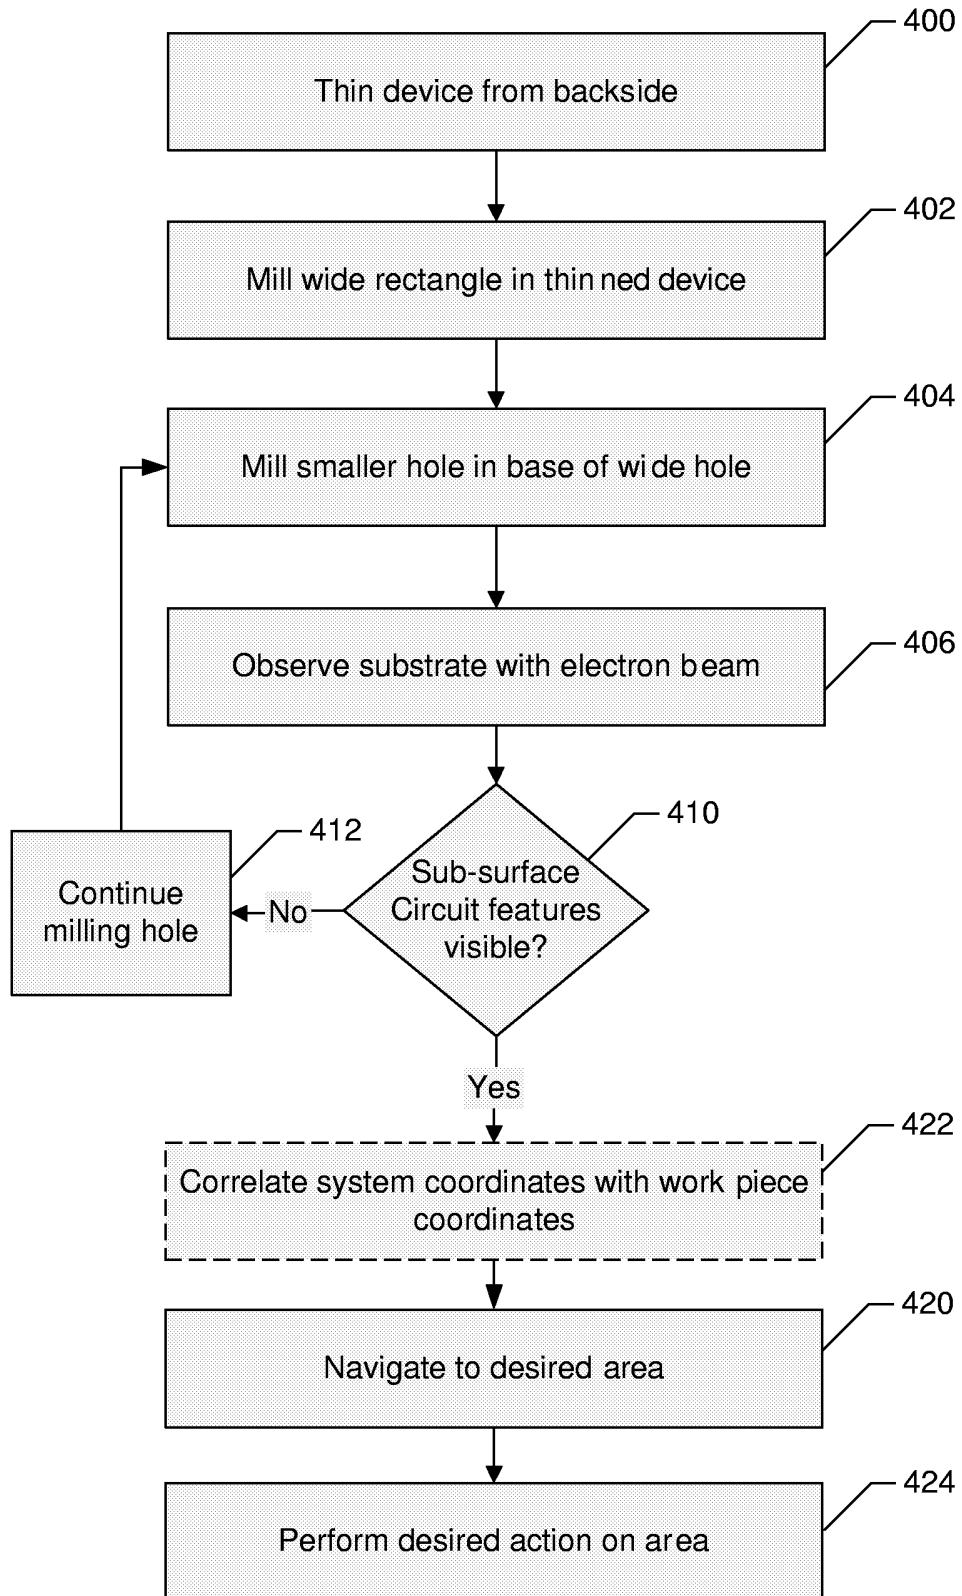 400
Thin device from backside
402
Mill wide rectangle in thinned device
404
Mill smaller hole in base of wide hole
406
Observe substrate with electron beam
410
Sub-surface
Circuit features
visible?
412
Continue
milling hole
No
Yes
422
Correlate system coordinates with work piece
coordinates
420
Navigate to desired area
424
Perform desired action on area